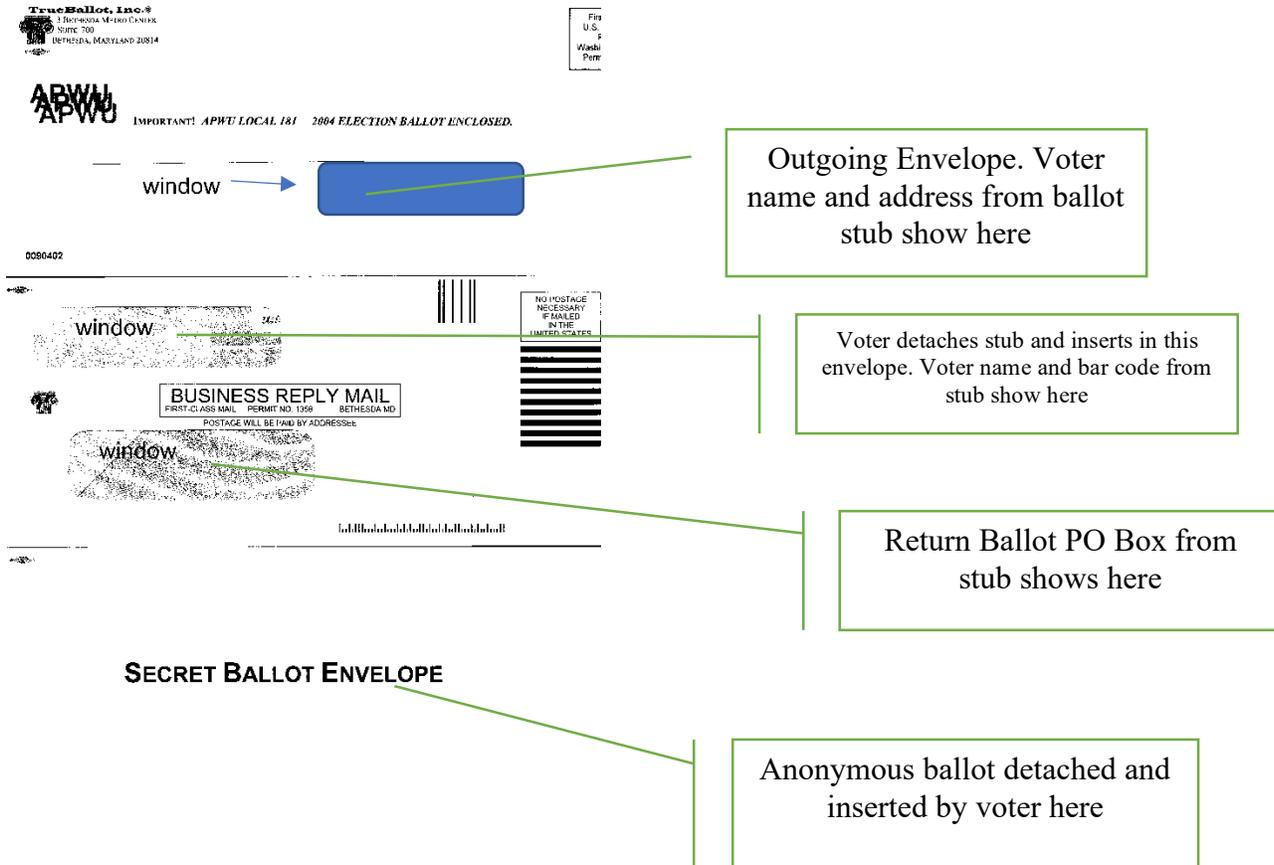 TrueBallot, Inc.®
3 BETHESDA METRO CENTER
SUITE 700
BETHESDA, MARYLAND 20814
Firs
U.S.
Washi
Perm
APWU
APWU
APWU
IMPORTANT! APWU LOCAL 181 2004 ELECTION BALLOT ENCLOSED.
window
Outgoing Envelope. Voter
name and address from ballot
stub show here
0090402
window
NO POSTAGE
NECESSARY
IF MAILED
IN THE
UNITED STATES
Voter detaches stub and inserts in this
envelope. Voter name and bar code from
stub show here
BUSINESS REPLY MAIL
FIRST-CLASS MAIL PERMIT NO. 1358 BETHESDA MD
POSTAGE WILL BE PAID BY ADDRESSEE
window
Return Ballot PO Box from
stub shows here
SECRET BALLOT ENVELOPE
Anonymous ballot detached and
inserted by voter here